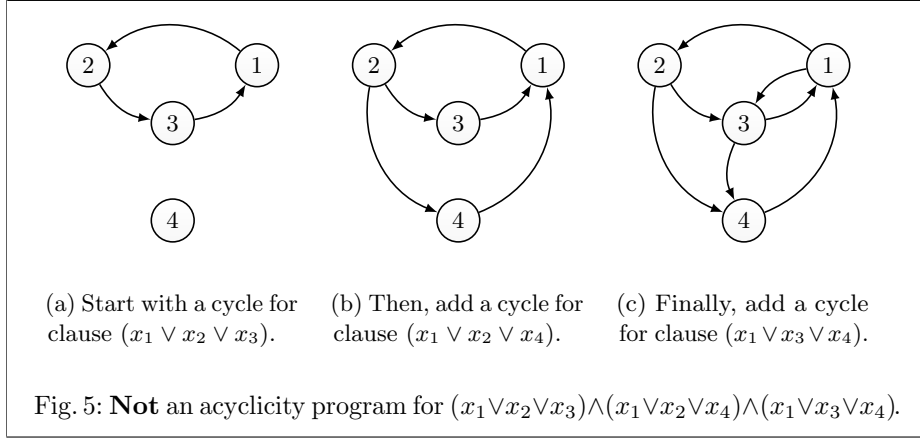 2
1
3
4
2
1
3
4
2
1
3
4
(a) Start with a cycle for
clause (x₁ ∨ x₂ ∨ x₃).
(b) Then, add a cycle for
clause (x₁ ∨ x₂ ∨ x₄).
(c) Finally, add a cycle
for clause (x₁∨x₃∨x₄).
Fig. 5: Not an acyclicity program for (x₁∨x₂∨x₃)∧(x₁∨x₂∨x₄)∧(x₁∨x₃∨x₄).